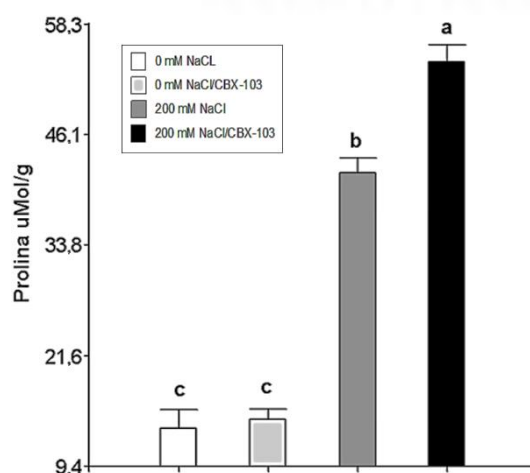 58,3
a
0 mM NaCL
0 mM NaCl/CBX-103
200 mM NaCl
200 mM NaCl/CBX-103
46,1
b
Prolina uMol/g
33,8
21,6
c
c
9.4